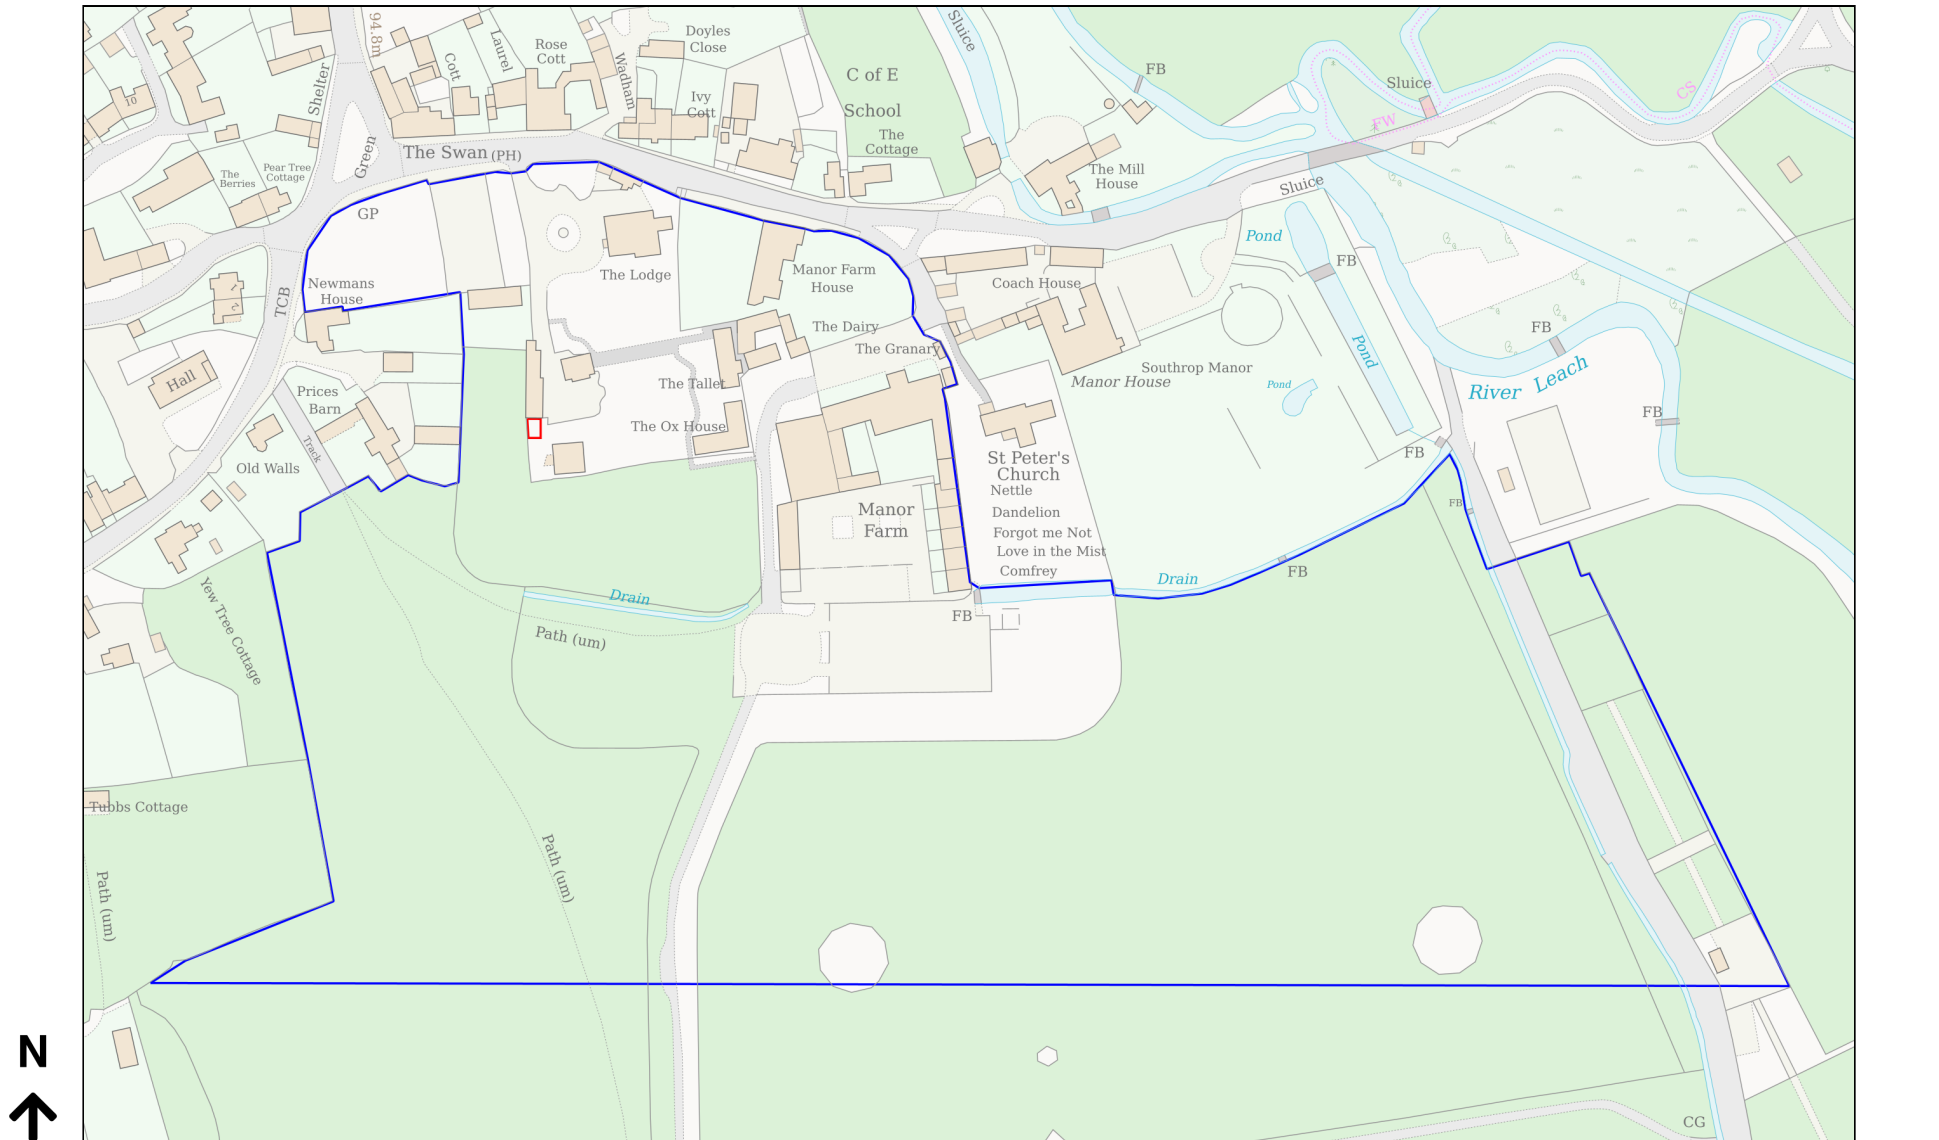 94.8m
Shelter
10
Cott
Laurel
Rose
Cott
Wadham
Doyles
Close
Ivy
Cott
C of E
School
The
Cottage
Sluice
FB
Sluice
FW
CS
The
Berries
Pear Tree
Cottage
Green
The Swan (PH)
GP
The Mill
House
Sluice
Pond
FB
Newmans
House
TCB
1
2
The Lodge
Manor Farm
House
Coach House
The Dairy
The Granary
FB
Pond
River Leach
Hall
Prices
Barn
The Tallet
Manor House
Southrop Manor
Pond
FB
The Ox House
Track
Old Walls
St Peter's
Church
FB
Nettle
Dandelion
Forgot me Not
Love in the Mist
Comfrey
Manor
Farm
FB
FB
Drain
Yew Tree Cottage
Drain
FB
Path (um)
Tubbs Cottage
Path (um)
Path (um)
N
CG